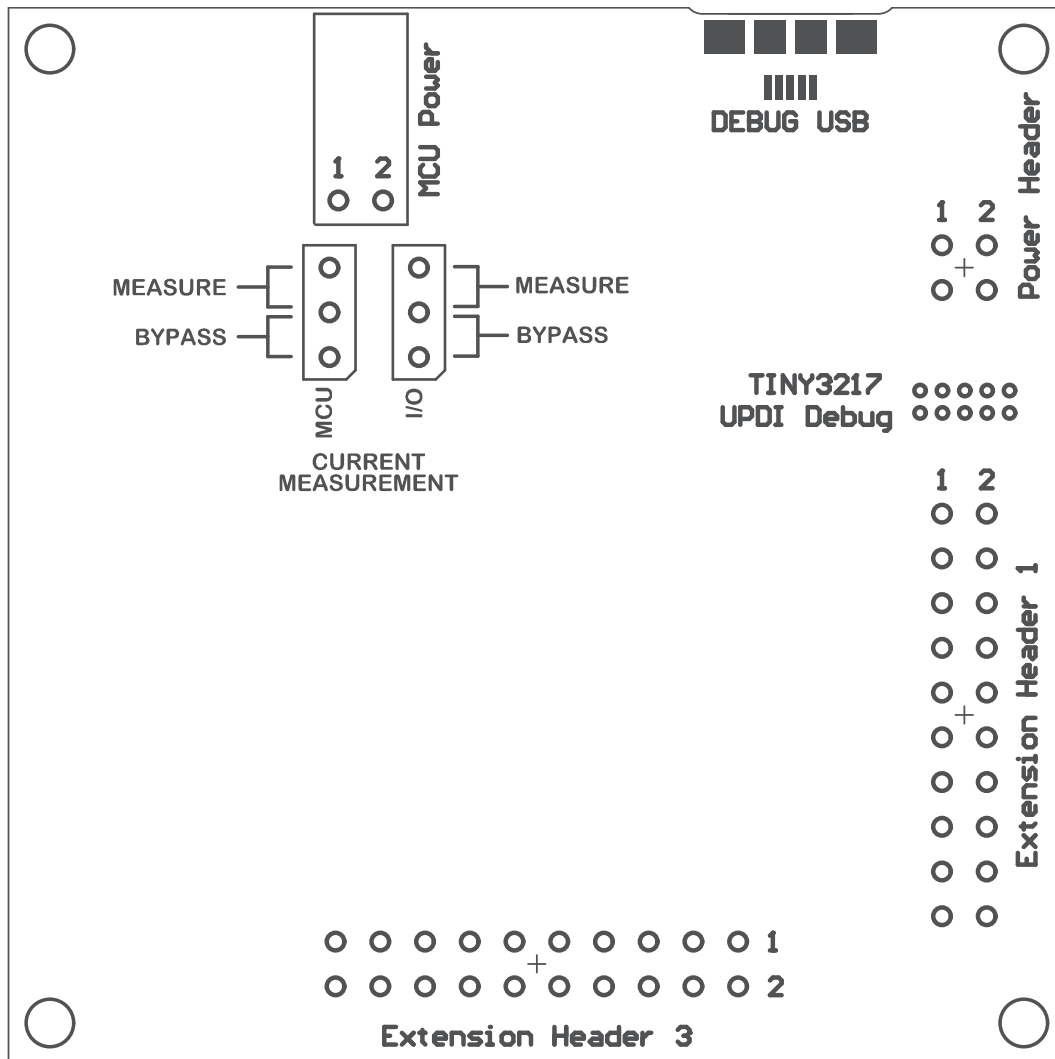 MCU Power
1 2
DEBUG USB
Power Header
1 2
MEASURE
BYPASS
MEASURE
BYPASS
MCU
I/O
CURRENT
MEASUREMENT
TINY3217
UPDI Debug
1 2
Extension Header 1
1
2
Extension Header 3